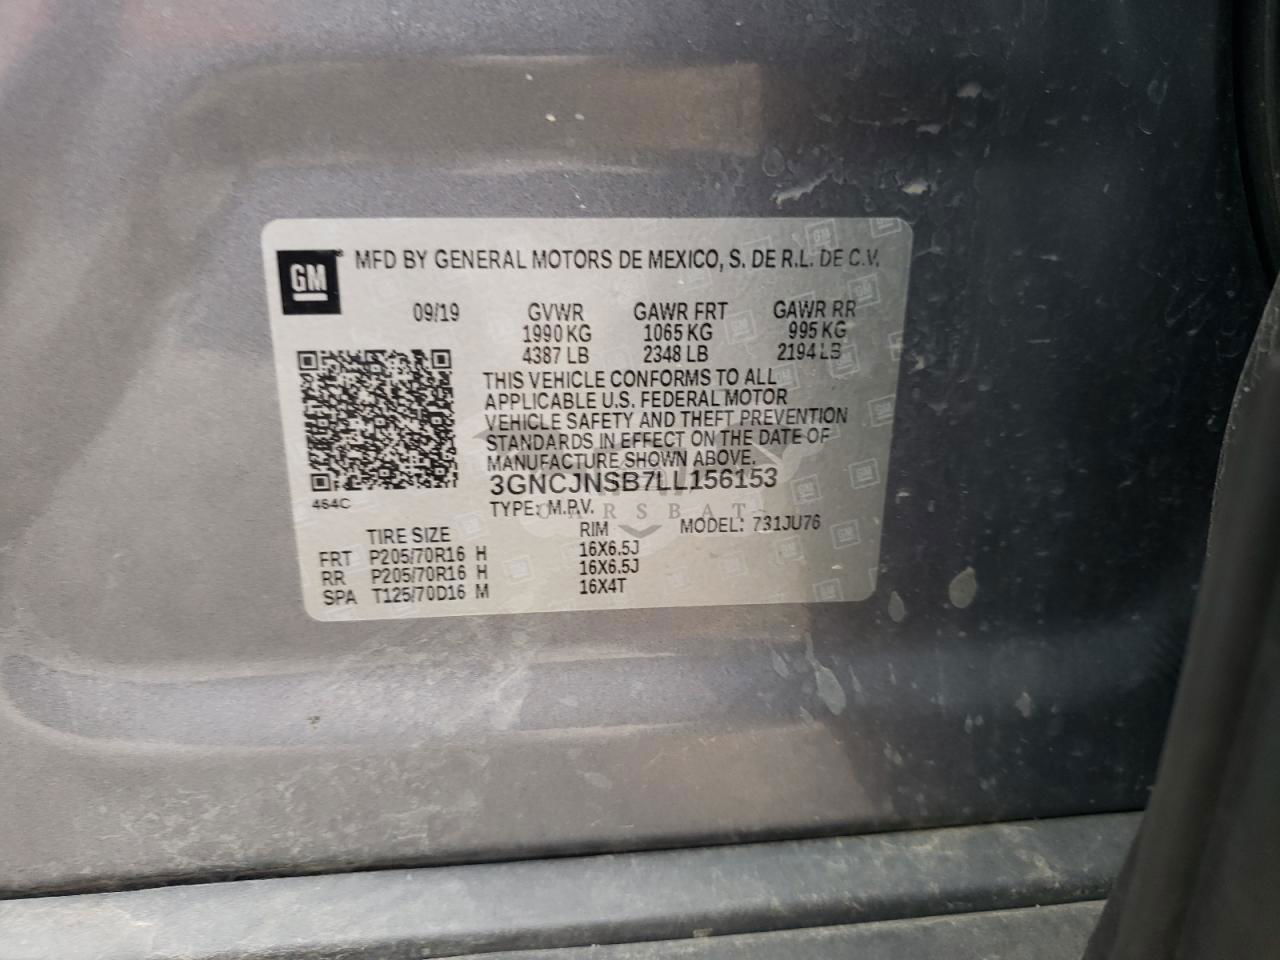 GM
MFD BY GENERAL MOTORS DE MEXICO, S. DE R.L. DE C.V.
09/19 GVWR GAWR FRT GAWR RR
1990 KG 1065 KG 995 KG
4387 LB 2348 LB 2194 LB
THIS VEHICLE CONFORMS TO ALL
APPLICABLE U.S. FEDERAL MOTOR
VEHICLE SAFETY AND THEFT PREVENTION
STANDARDS IN EFFECT ON THE DATE OF
MANUFACTURE SHOWN ABOVE.
3GNCJNSB7LL156153
464C
TYPE: M.P.V.
CARSBAT
MODEL: 731JU76
TIRE SIZE RIM
FRT P205/70R16 H 16X6.5J
RR P205/70R16 H 16X6.5J
SPA T125/70D16 M 16X4T